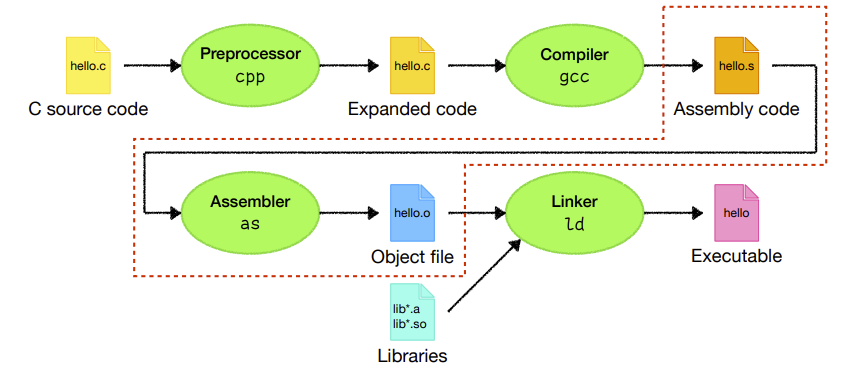 hello.c
C source code
Preprocessor
cpp
hello.c
Expanded code
Compiler
gcc
hello.s
Assembly code
Assembler
as
hello.o
Object file
Linker
ld
hello
Executable
lib*.a
lib*.so
Libraries